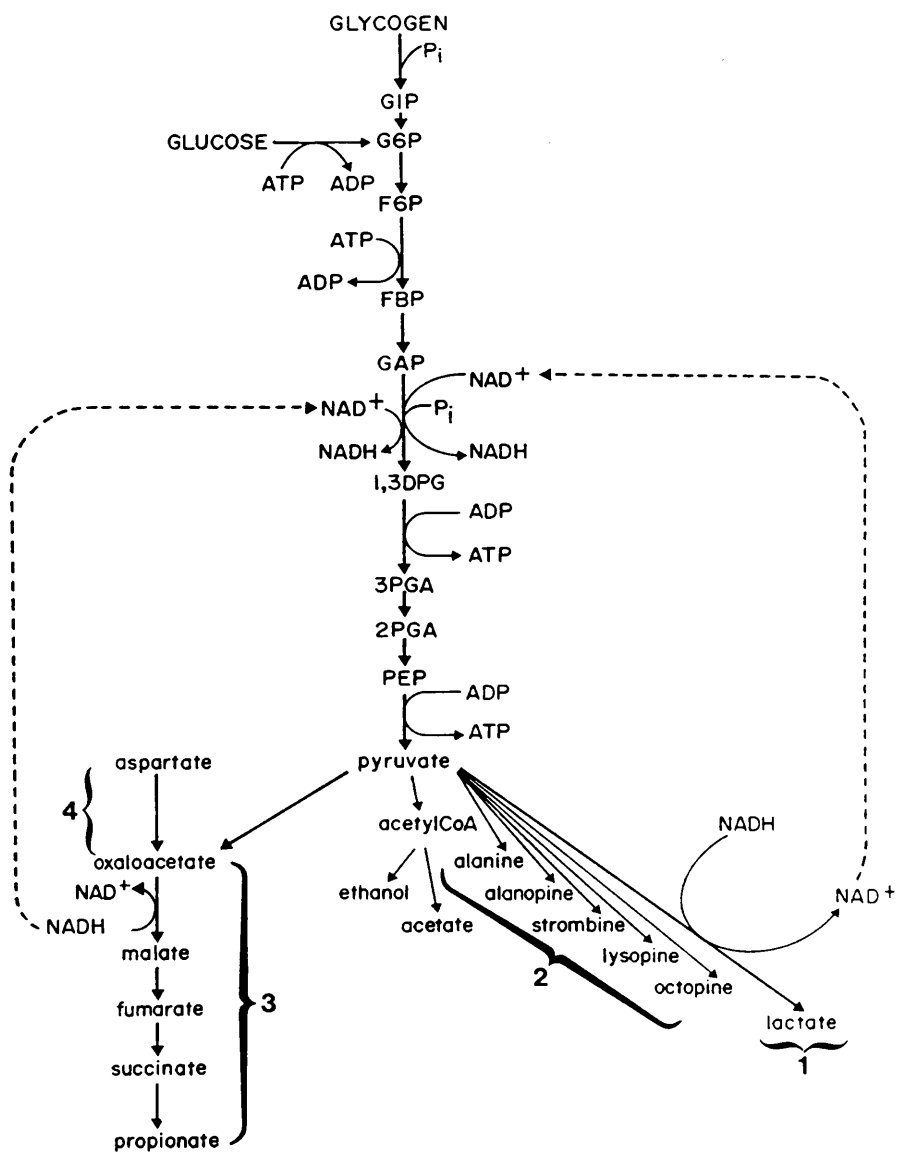 GLYCOGEN
Pi
GIP
GLUCOSE
G6P
ATP
ADP
F6P
ATP
ADP
FBP
GAP
NAD+
NAD+
Pi
NADH
NADH
1,3DPG
ADP
ATP
3PGA
2PGA
PEP
ADP
ATP
aspartate
pyruvate
4
acetylCoA
NADH
oxaloacetate
alanine
NAD+
ethanol
alanopine
NAD+
NADH
acetate
strombine
malate
lysopine
2
octopine
fumarate
3
lactate
succinate
1
propionate